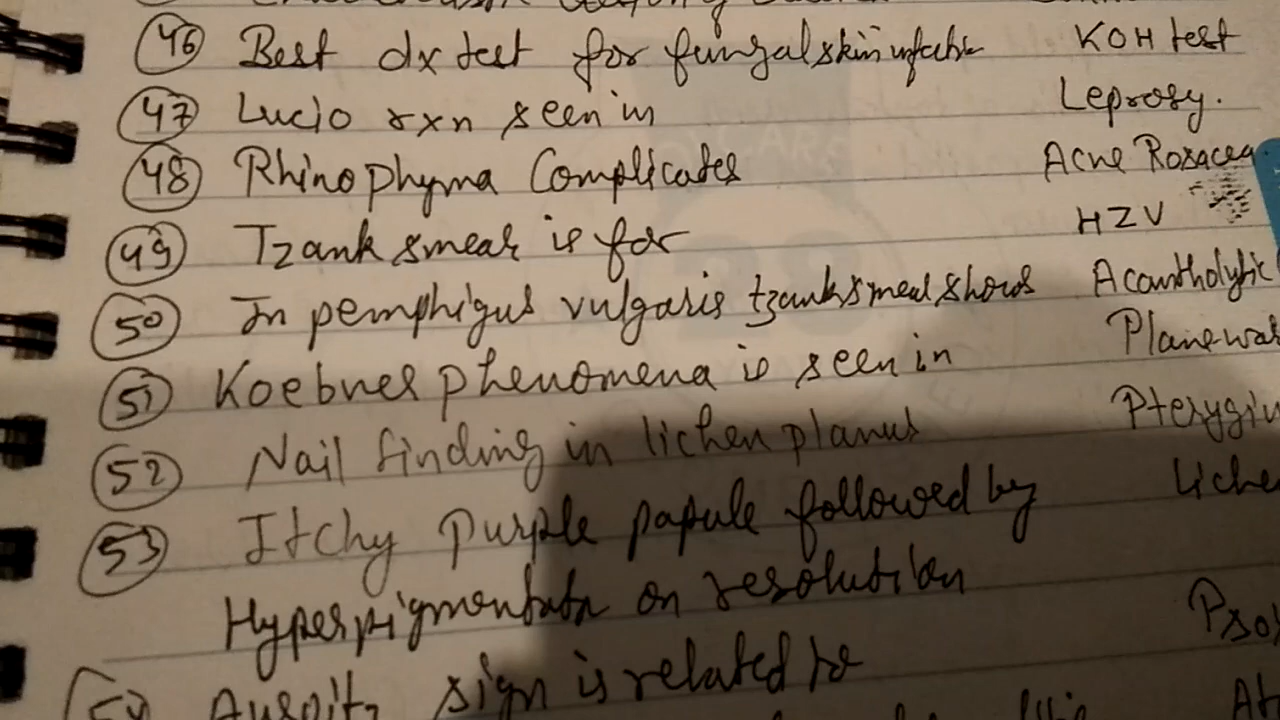 46 Best dx test for fungal skin infectn KOH test
47 Lucio rxn seen in Leprosy.
48 Rhinophyma Complicates Acne Rosacea
49 Tzank smear is for HZV
50 In pemphigus vulgaris tzank smear shows Acantholytic
51 Koebner phenomena is seen in Plane war
52 Nail finding in lichen planus Pterygiu
53 Itchy purple papule followed by Liche
Hyperpigmentatn on resolution
54 Auspitz sign is related to Pso
At